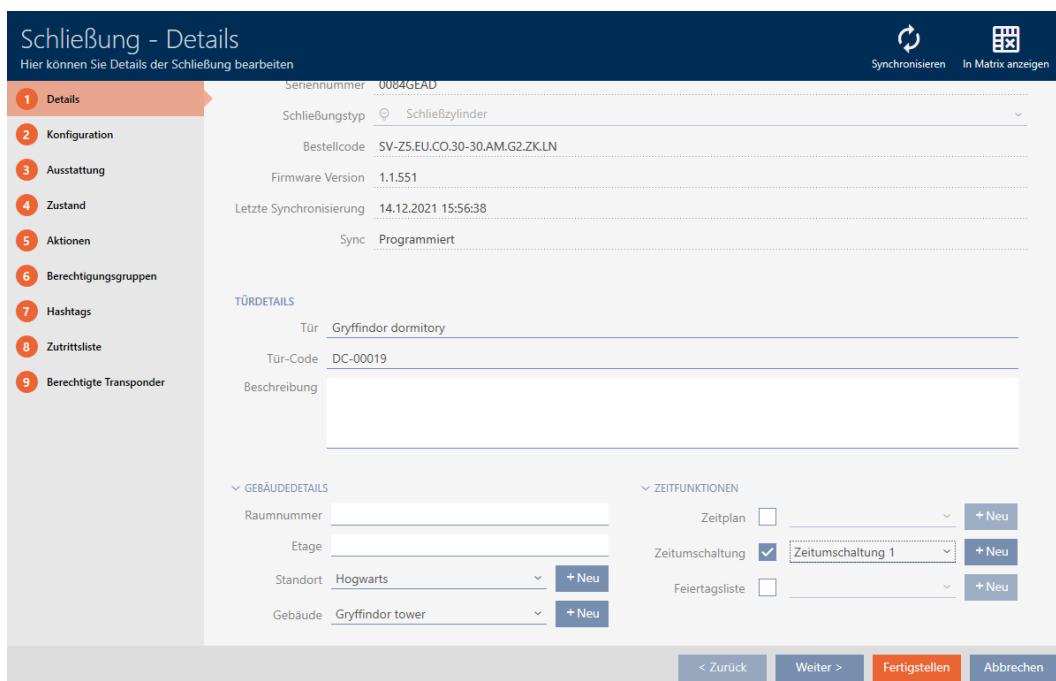 Schließung - Details
Hier können Sie Details der Schließung bearbeiten
Synchronisieren
In Matrix anzeigen
1 Details
2 Konfiguration
3 Ausstattung
4 Zustand
5 Aktionen
6 Berechtigungsgruppen
7 Hashtags
8 Zutrittsliste
9 Berechtigte Transponder
Seriennummer 0084GEAD
Schließungstyp Schließzylinder
Bestellcode SV-Z5.EU.CO.30-30.AM.G2.ZK.LN
Firmware Version 1.1.551
Letzte Synchronisierung 14.12.2021 15:56:38
Sync Programmiert
TÜRDETAILS
Tür Gryffindor dormitory
Tür-Code DC-00019
Beschreibung
GEBÄUDEDETAILS
Raumnummer
Etage
Standort Hogwarts + Neu
Gebäude Gryffindor tower + Neu
ZEITFUNKTIONEN
Zeitplan + Neu
Zeitumschaltung Zeitumschaltung 1 + Neu
Feiertagsliste + Neu
< Zurück
Weiter >
Fertigstellen
Abbrechen